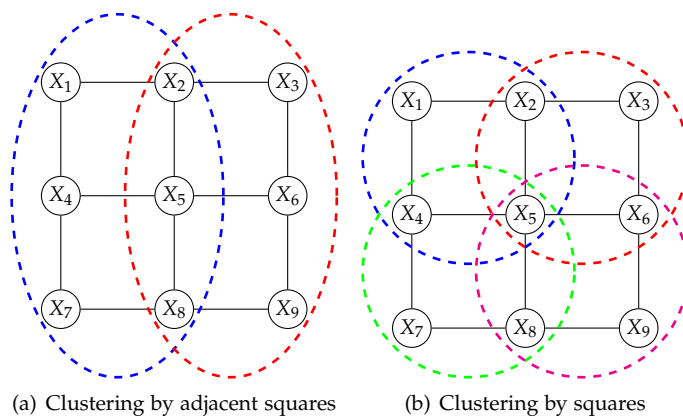 X1 X2 X3
X4 X5 X6
X7 X8 X9
(a) Clustering by adjacent squares
X1 X2 X3
X4 X5 X6
X7 X8 X9
(b) Clustering by squares